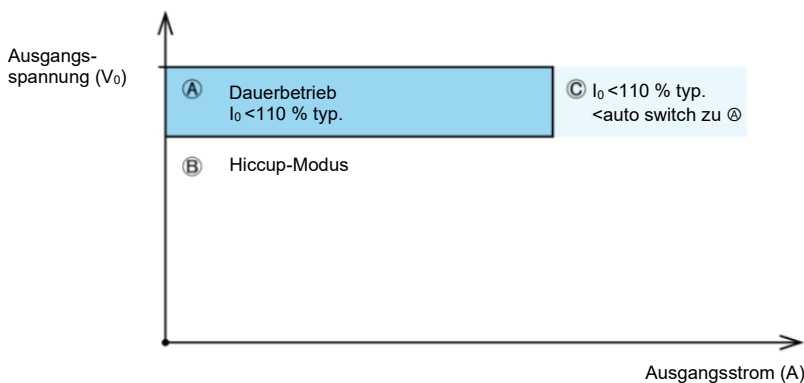 Ausgangs-
spannung (V₀)
Ⓐ Dauerbetrieb
I₀ <110 % typ.
Ⓒ I₀ <110 % typ.
<auto switch zu Ⓐ
Ⓑ Hiccup-Modus
Ausgangsstrom (A)